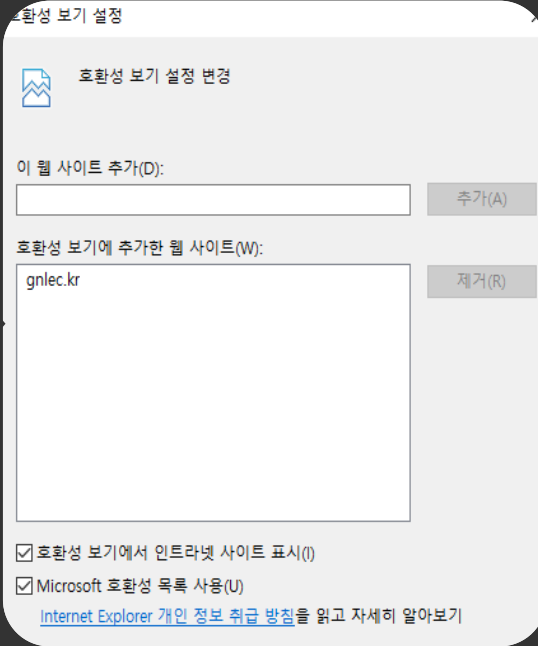 호환성 보기 설정
호환성 보기 설정 변경
이 웹 사이트 추가(D):
추가(A)
호환성 보기에 추가한 웹 사이트(W):
gnlec.kr
제거(R)
호환성 보기에서 인트라넷 사이트 표시(I)
Microsoft 호환성 목록 사용(U)
Internet Explorer 개인 정보 취급 방침을 읽고 자세히 알아보기